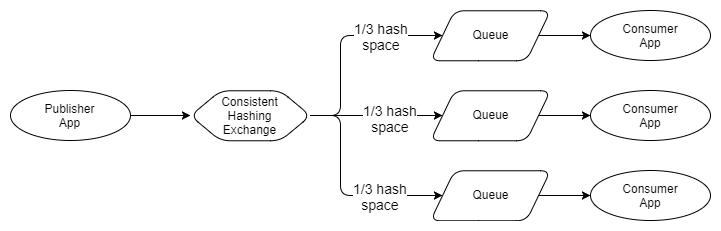 Publisher
App
Consistent
Hashing
Exchange
1/3 hash
space
Queue
Consumer
App
1/3 hash
space
Queue
Consumer
App
1/3 hash
space
Queue
Consumer
App